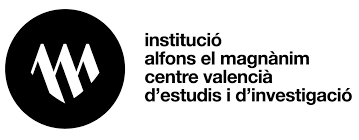 institució
alfons el magnànim
centre valencià
d'estudis i d'investigació